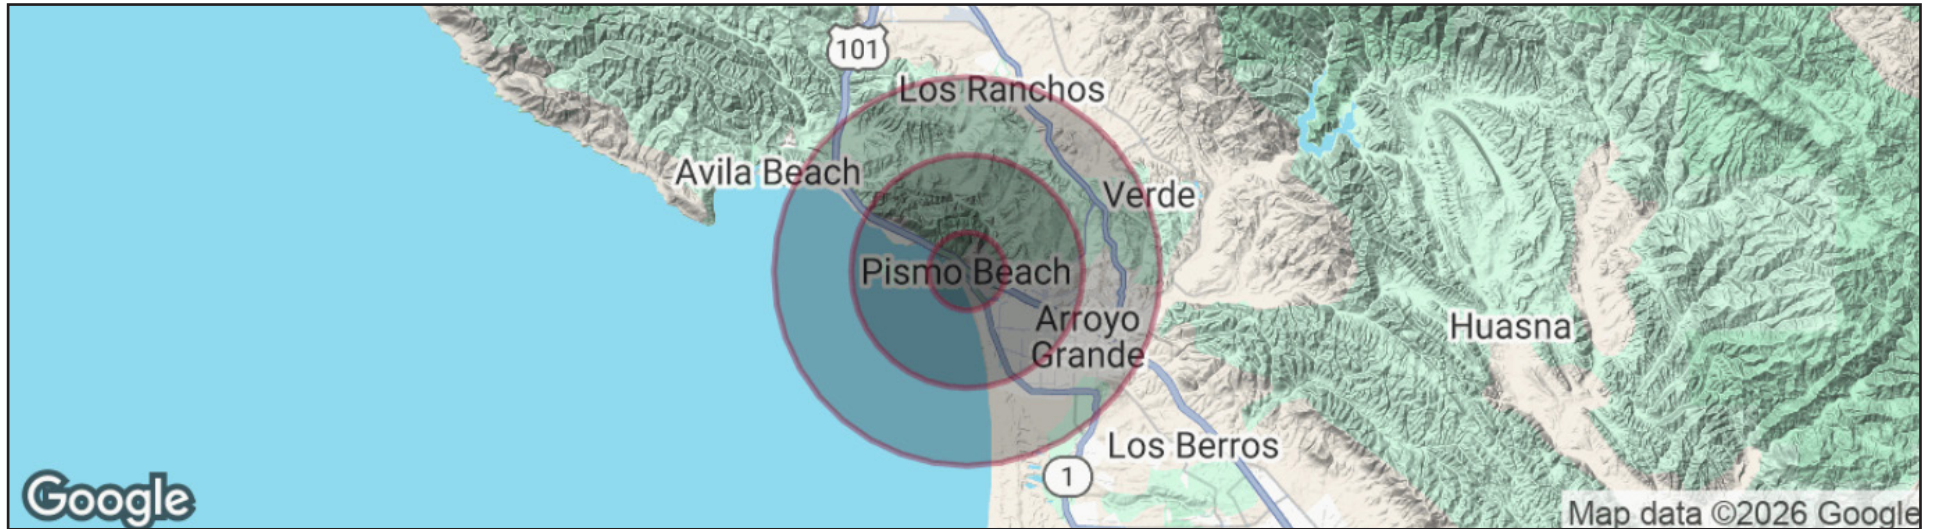 101
Los Ranchos
Avila Beach
Verde
Pismo Beach
Arroyo
Grande
Huasna
Los Berros
1
Google
Map data ©2026 Google